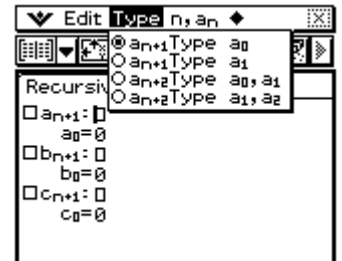 Edit Type n, an
an+1Type a0
an+1Type a1
an+2Type a0, a1
an+2Type a1, a2
Recursiv
an+1:
a0=0
bn+1:
b0=0
cn+1:
c0=0